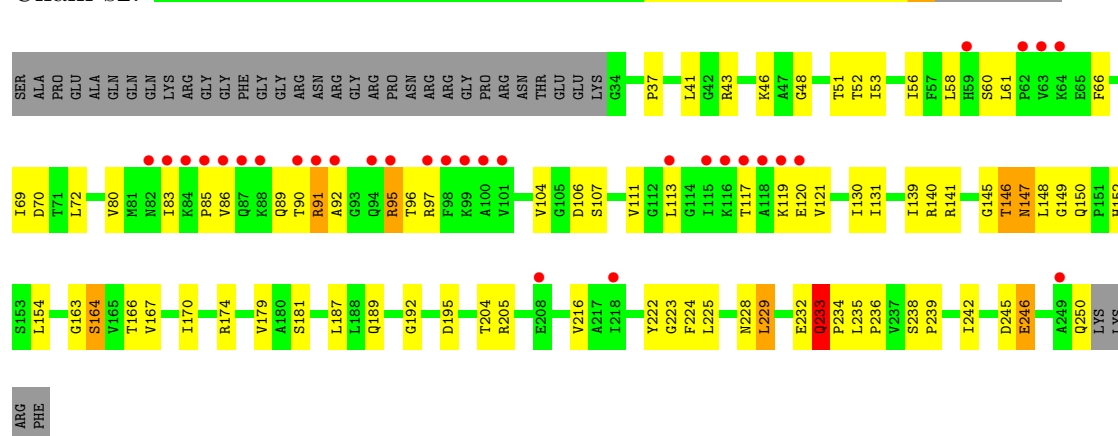 SER ALA PRO GLU ALA GLN GLN GLN LYS ARG GLY GLY PHE GLY GLY ARG ASN ARG GLY ARG PRO ASN ARG ARG GLY PRO ARG ASN THR GLU GLU LYS G34 P37 L41 G42 R43 K46 A47 G48 T51 T52 I53 I56 F57 L58 H59 S60 L61 P62 V63 K64 E65 F66
I69 D70 T71 L72 V80 M81 N82 I83 K84 P85 V86 Q87 K88 Q89 T90 R91 A92 G93 Q94 R95 T96 R97 F98 K99 A100 V101 V104 G105 D106 S107 V111 G112 L113 G114 I115 K116 T117 A118 K119 E120 V121 I130 I131 I139 R140 R141 G145 T146 N147 L148 G149 Q150 P151 H152
S153 L154 G163 S164 V165 T166 V167 I170 R174 V179 A180 S181 L187 L188 Q189 G192 D195 T204 R205 E208 V216 A217 I218 Y222 G223 F224 L225 N228 L229 E232 Q233 P234 L235 P236 V237 S238 P239 I242 D245 E246 A249 Q250 LYS LYS
ARG PHE